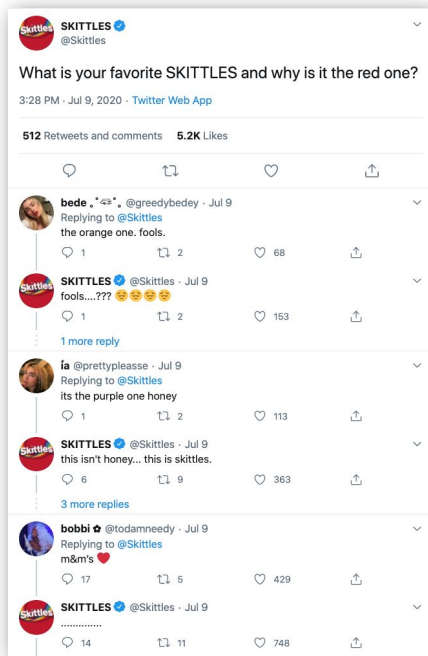 Skittles
SKITTLES
@Skittles
What is your favorite SKITTLES and why is it the red one?
3:28 PM · Jul 9, 2020 · Twitter Web App
512 Retweets and comments 5.2K Likes
bede @greedybedey · Jul 9
Replying to @Skittles
the orange one. fools.
1 2 68
Skittles
SKITTLES @Skittles · Jul 9
fools....??? 😔😔😔😔
1 2 153
1 more reply
ía @prettypleasse · Jul 9
Replying to @Skittles
its the purple one honey
1 2 113
Skittles
SKITTLES @Skittles · Jul 9
this isn't honey... this is skittles.
6 9 363
3 more replies
bobbi ✿ @todamneedy · Jul 9
Replying to @Skittles
m&m's ❤️
17 5 429
Skittles
SKITTLES @Skittles · Jul 9
..............
14 11 748